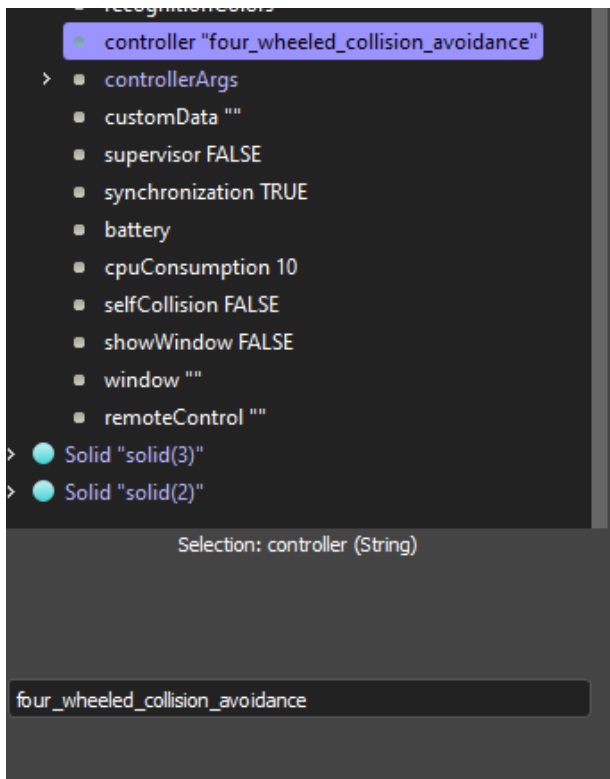 recognitionColors
controller "four_wheeled_collision_avoidance"
controllerArgs
customData ""
supervisor FALSE
synchronization TRUE
battery
cpuConsumption 10
selfCollision FALSE
showWindow FALSE
window ""
remoteControl ""
Solid "solid(3)"
Solid "solid(2)"
Selection: controller (String)
four_wheeled_collision_avoidance